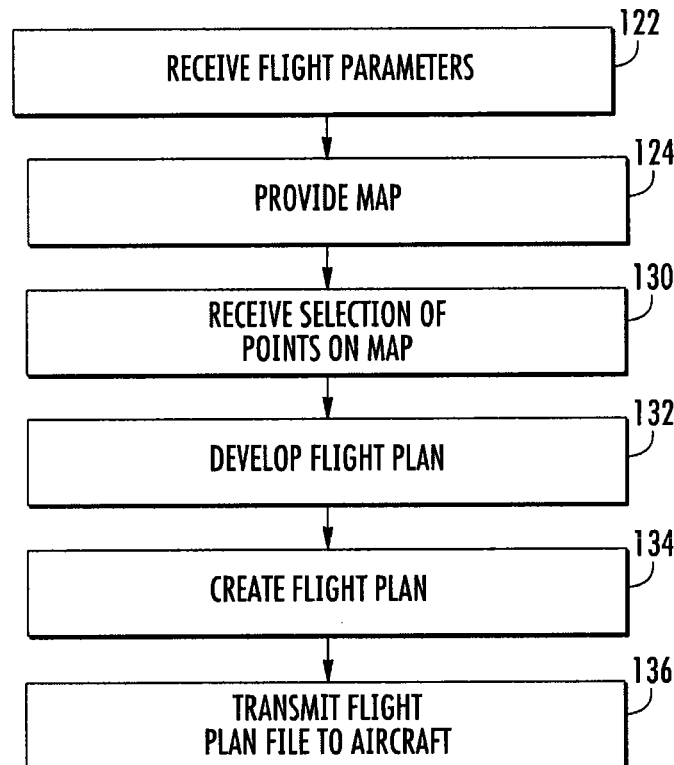 122
RECEIVE FLIGHT PARAMETERS
124
PROVIDE MAP
130
RECEIVE SELECTION OF
POINTS ON MAP
132
DEVELOP FLIGHT PLAN
134
CREATE FLIGHT PLAN
136
TRANSMIT FLIGHT
PLAN FILE TO AIRCRAFT